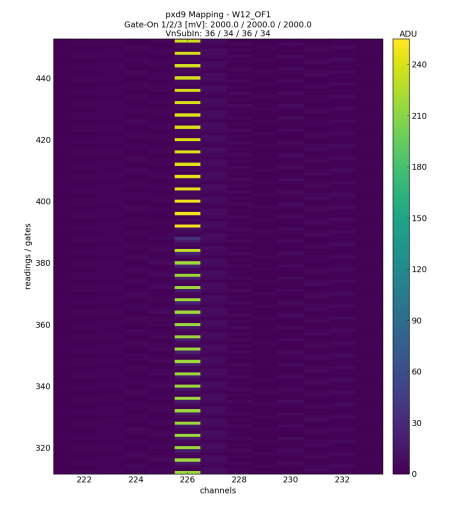 pxd9 Mapping - W12_OF1
Gate-On 1/2/3 [mV]: 2000.0 / 2000.0 / 2000.0
VnSubIn: 36 / 34 / 36 / 34
ADU
240
210
180
150
120
90
60
30
0
readings / gates
440
420
400
380
360
340
320
222 224 226 228 230 232
channels